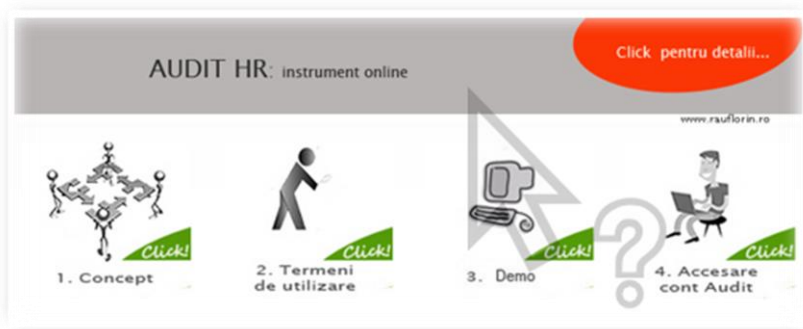 AUDIT HR: instrument online
Click pentru detalii...
www.rauflorin.ro
Click!
1. Concept
Click!
2. Termeni
de utilizare
Click!
3. Demo
Click!
4. Accesare
cont Audit
?